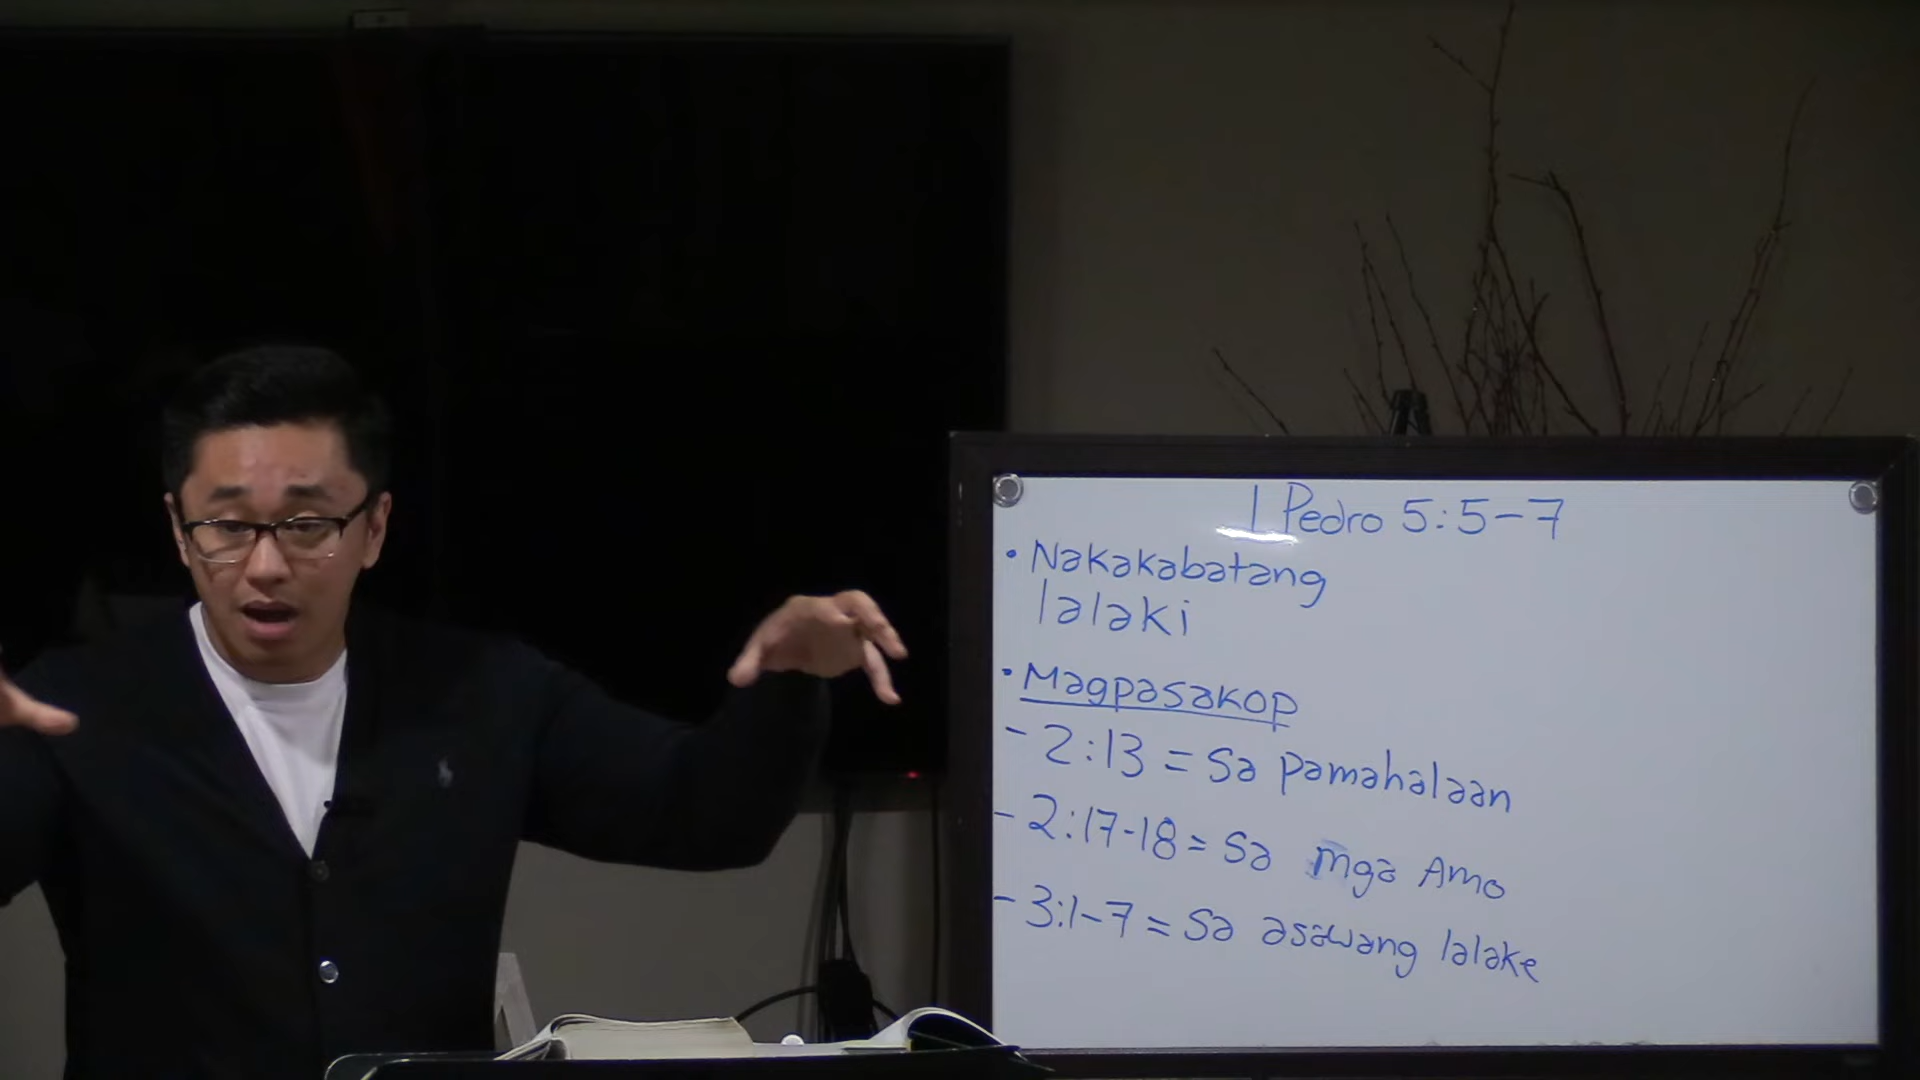 1 Pedro 5:5-7
• Nakakabatang
lalaki
• Magpasakop
- 2:13 = Sa pamahalaan
- 2:17-18 = Sa mga Amo
- 3:1-7 = Sa asawang lalake